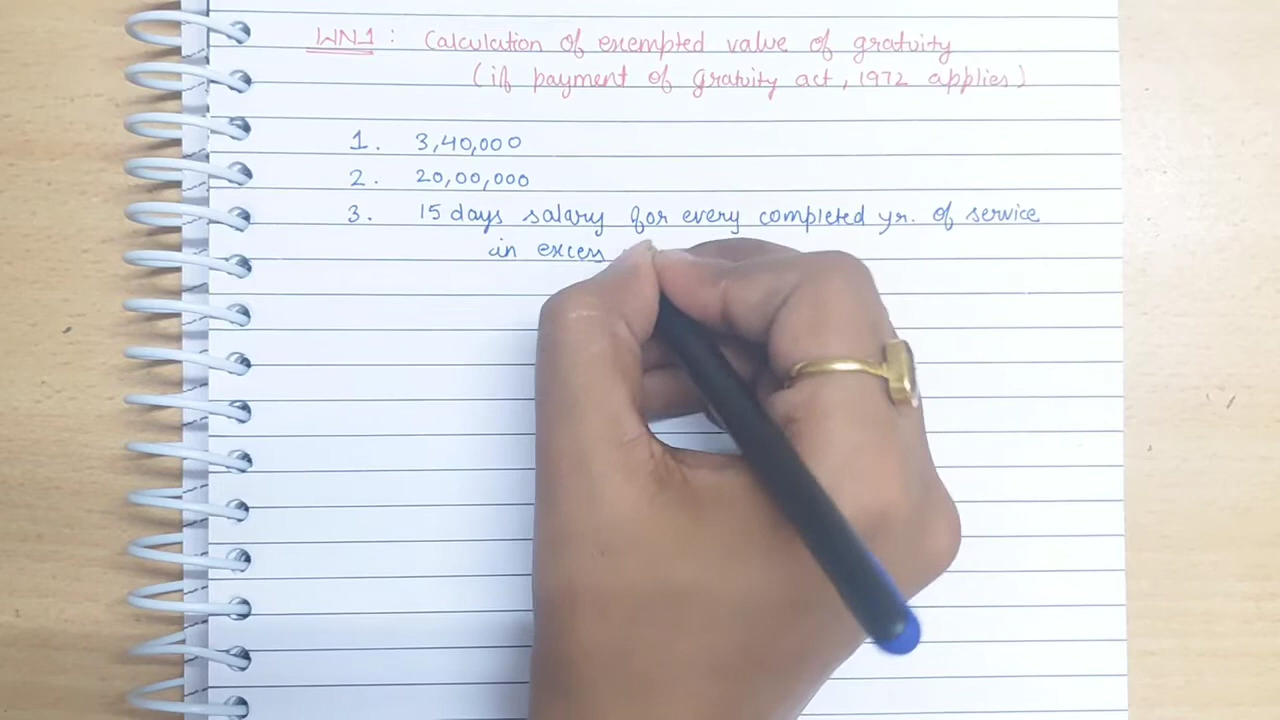 WN1 : Calculation of exempted value of gratuity
(if payment of gratuity act, 1972 applies)
1. 3,40,000
2. 20,00,000
3. 15 days salary for every completed yr. of service
in excess